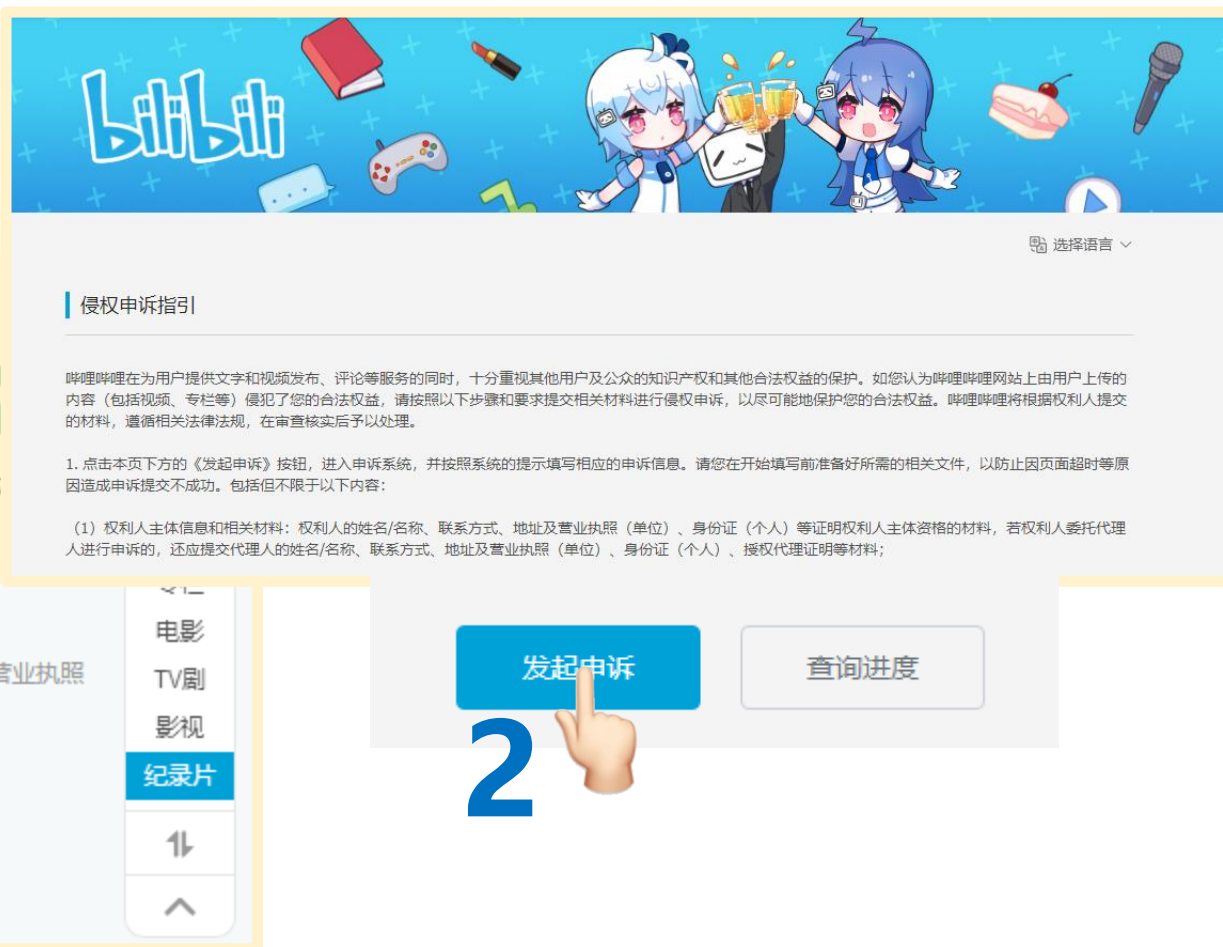 bilibili
选择语言
侵权申诉指引
哔哩哔哩在为用户提供文字和视频发布、评论等服务的同时，十分重视其他用户及公众的知识产权和其他合法权益的保护。如您认为哔哩哔哩网站上由用户上传的
内容（包括视频、专栏等）侵犯了您的合法权益，请按照以下步骤和要求提交相关材料进行侵权申诉，以尽可能地保护您的合法权益。哔哩哔哩将根据权利人提交
的材料，遵循相关法律法规，在审查核实后予以处理。
1. 点击本页下方的《发起申诉》按钮，进入申诉系统，并按照系统的提示填写相应的申诉信息。请您在开始填写前准备好所需的相关文件，以防止因页面超时等原
因造成申诉提交不成功。包括但不限于以下内容：
（1）权利人主体信息和相关材料：权利人的姓名/名称、联系方式、地址及营业执照（单位）、身份证（个人）等证明权利人主体资格的材料，若权利人委托代理
人进行申诉的，还应提交代理人的姓名/名称、联系方式、地址及营业执照（单位）、身份证（个人）、授权代理证明等材料；
电影
营业执照
TV剧
影视
纪录片
发起申诉
查询进度
2